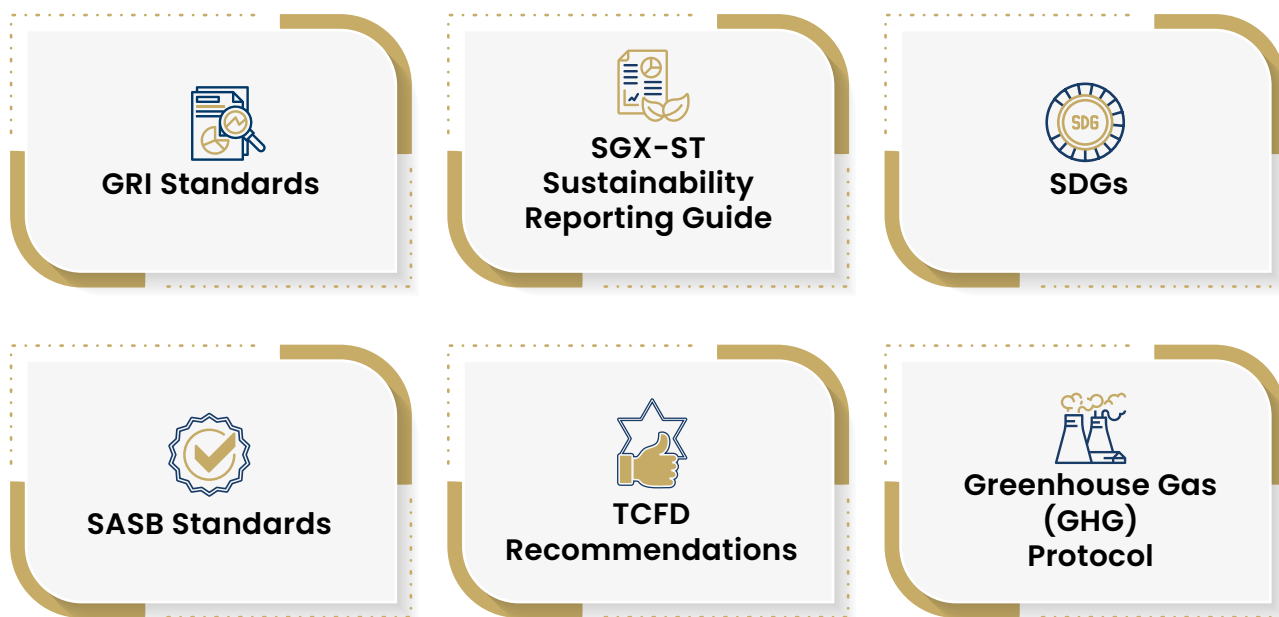 GRI Standards
SGX-ST
Sustainability
Reporting Guide
SDG
SDGs
SASB Standards
TCFD
Recommendations
Greenhouse Gas
(GHG)
Protocol